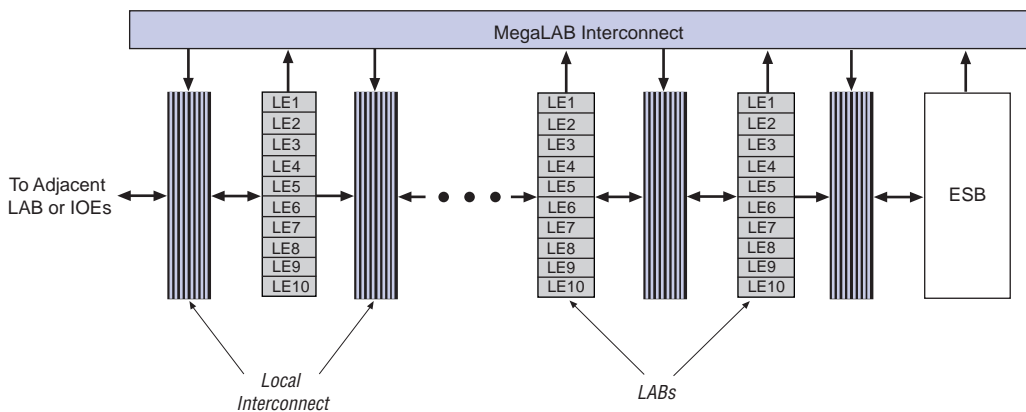 MegaLAB Interconnect
To Adjacent
LAB or IOEs
LE1
LE2
LE3
LE4
LE5
LE6
LE7
LE8
LE9
LE10
LE1
LE2
LE3
LE4
LE5
LE6
LE7
LE8
LE9
LE10
LE1
LE2
LE3
LE4
LE5
LE6
LE7
LE8
LE9
LE10
ESB
Local
Interconnect
LABs